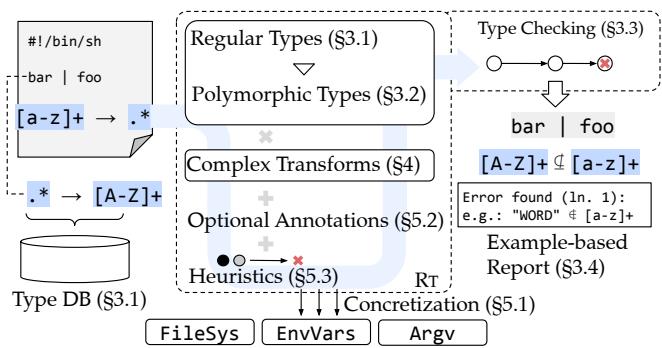 #!/bin/sh
bar | foo
[a-z]+ → .*
.* → [A-Z]+
Type DB (§3.1)
Regular Types (§3.1)
Polymorphic Types (§3.2)
Complex Transforms (§4)
Optional Annotations (§5.2)
Heuristics (§5.3)
RT
Concretization (§5.1)
FileSys
EnvVars
Argv
Type Checking (§3.3)
bar | foo
[A-Z]+ ⊈ [a-z]+
Error found (ln. 1):
e.g.: "WORD" ∉ [a-z]+
Example-based
Report (§3.4)